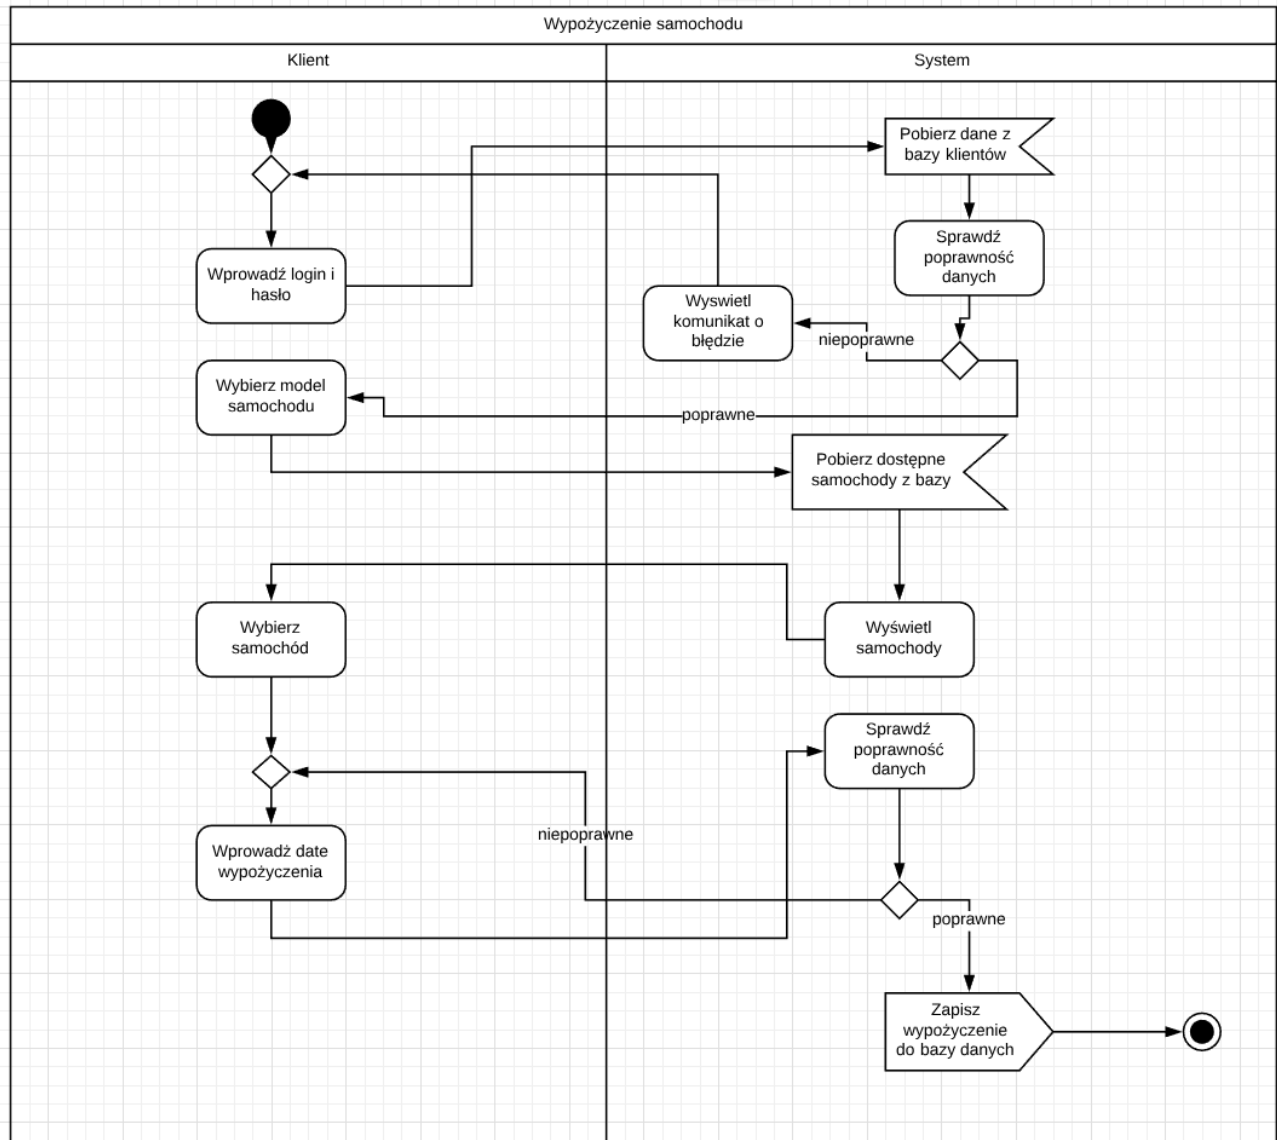 Wypożyczenie samochodu
Klient
System
Pobierz dane z
bazy klientów
Sprawdź
poprawność
danych
Wprowadź login i
hasło
Wyswietl
komunikat o
błędzie
niepoprawne
Wybierz model
samochodu
poprawne
Pobierz dostępne
samochody z bazy
Wybierz
samochód
Wyświetl
samochody
Sprawdź
poprawność
danych
niepoprawne
Wprowadż date
wypożyczenia
poprawne
Zapisz
wypożyczenie
do bazy danych